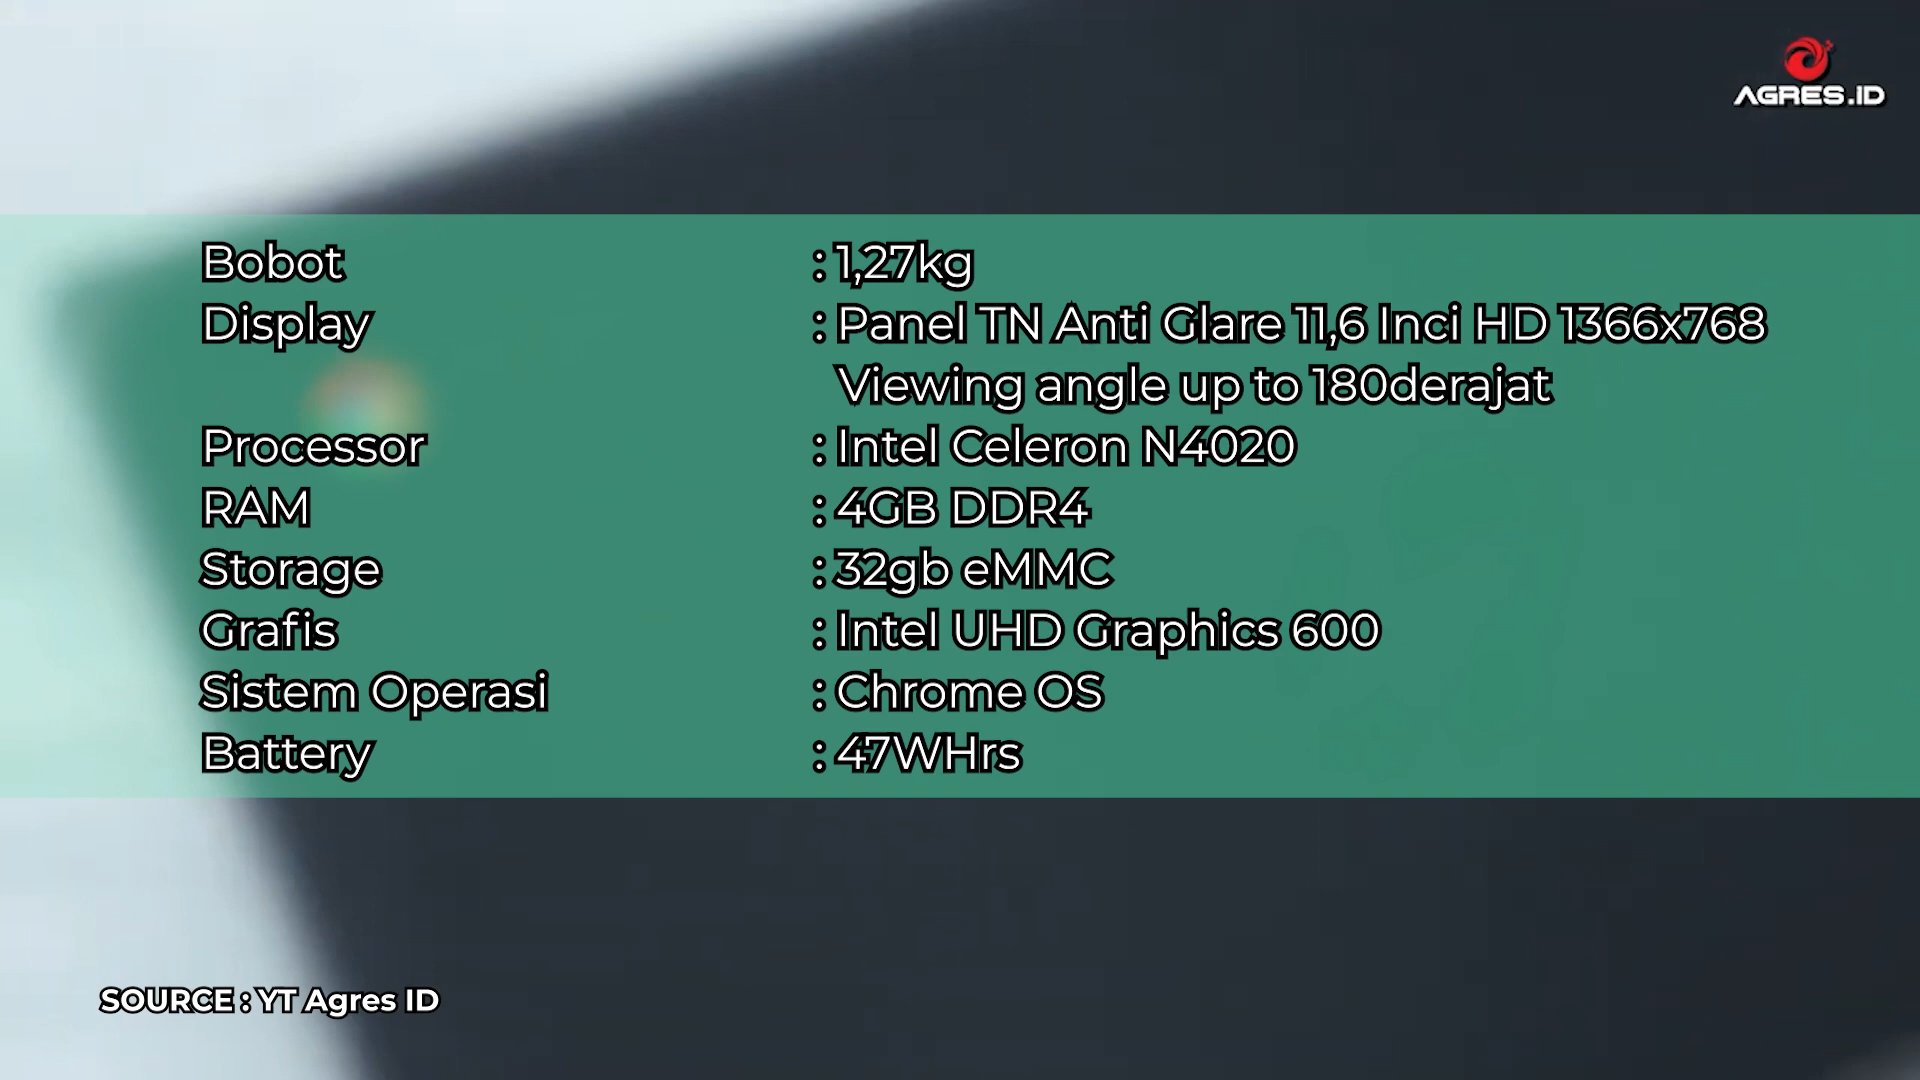 AGRES.ID
Bobot : 1,27kg
Display : Panel TN Anti Glare 11,6 Inci HD 1366x768
Viewing angle up to 180derajat
Processor : Intel Celeron N4020
RAM : 4GB DDR4
Storage : 32gb eMMC
Grafis : Intel UHD Graphics 600
Sistem Operasi : Chrome OS
Battery : 47WHrs
SOURCE : YT Agres ID